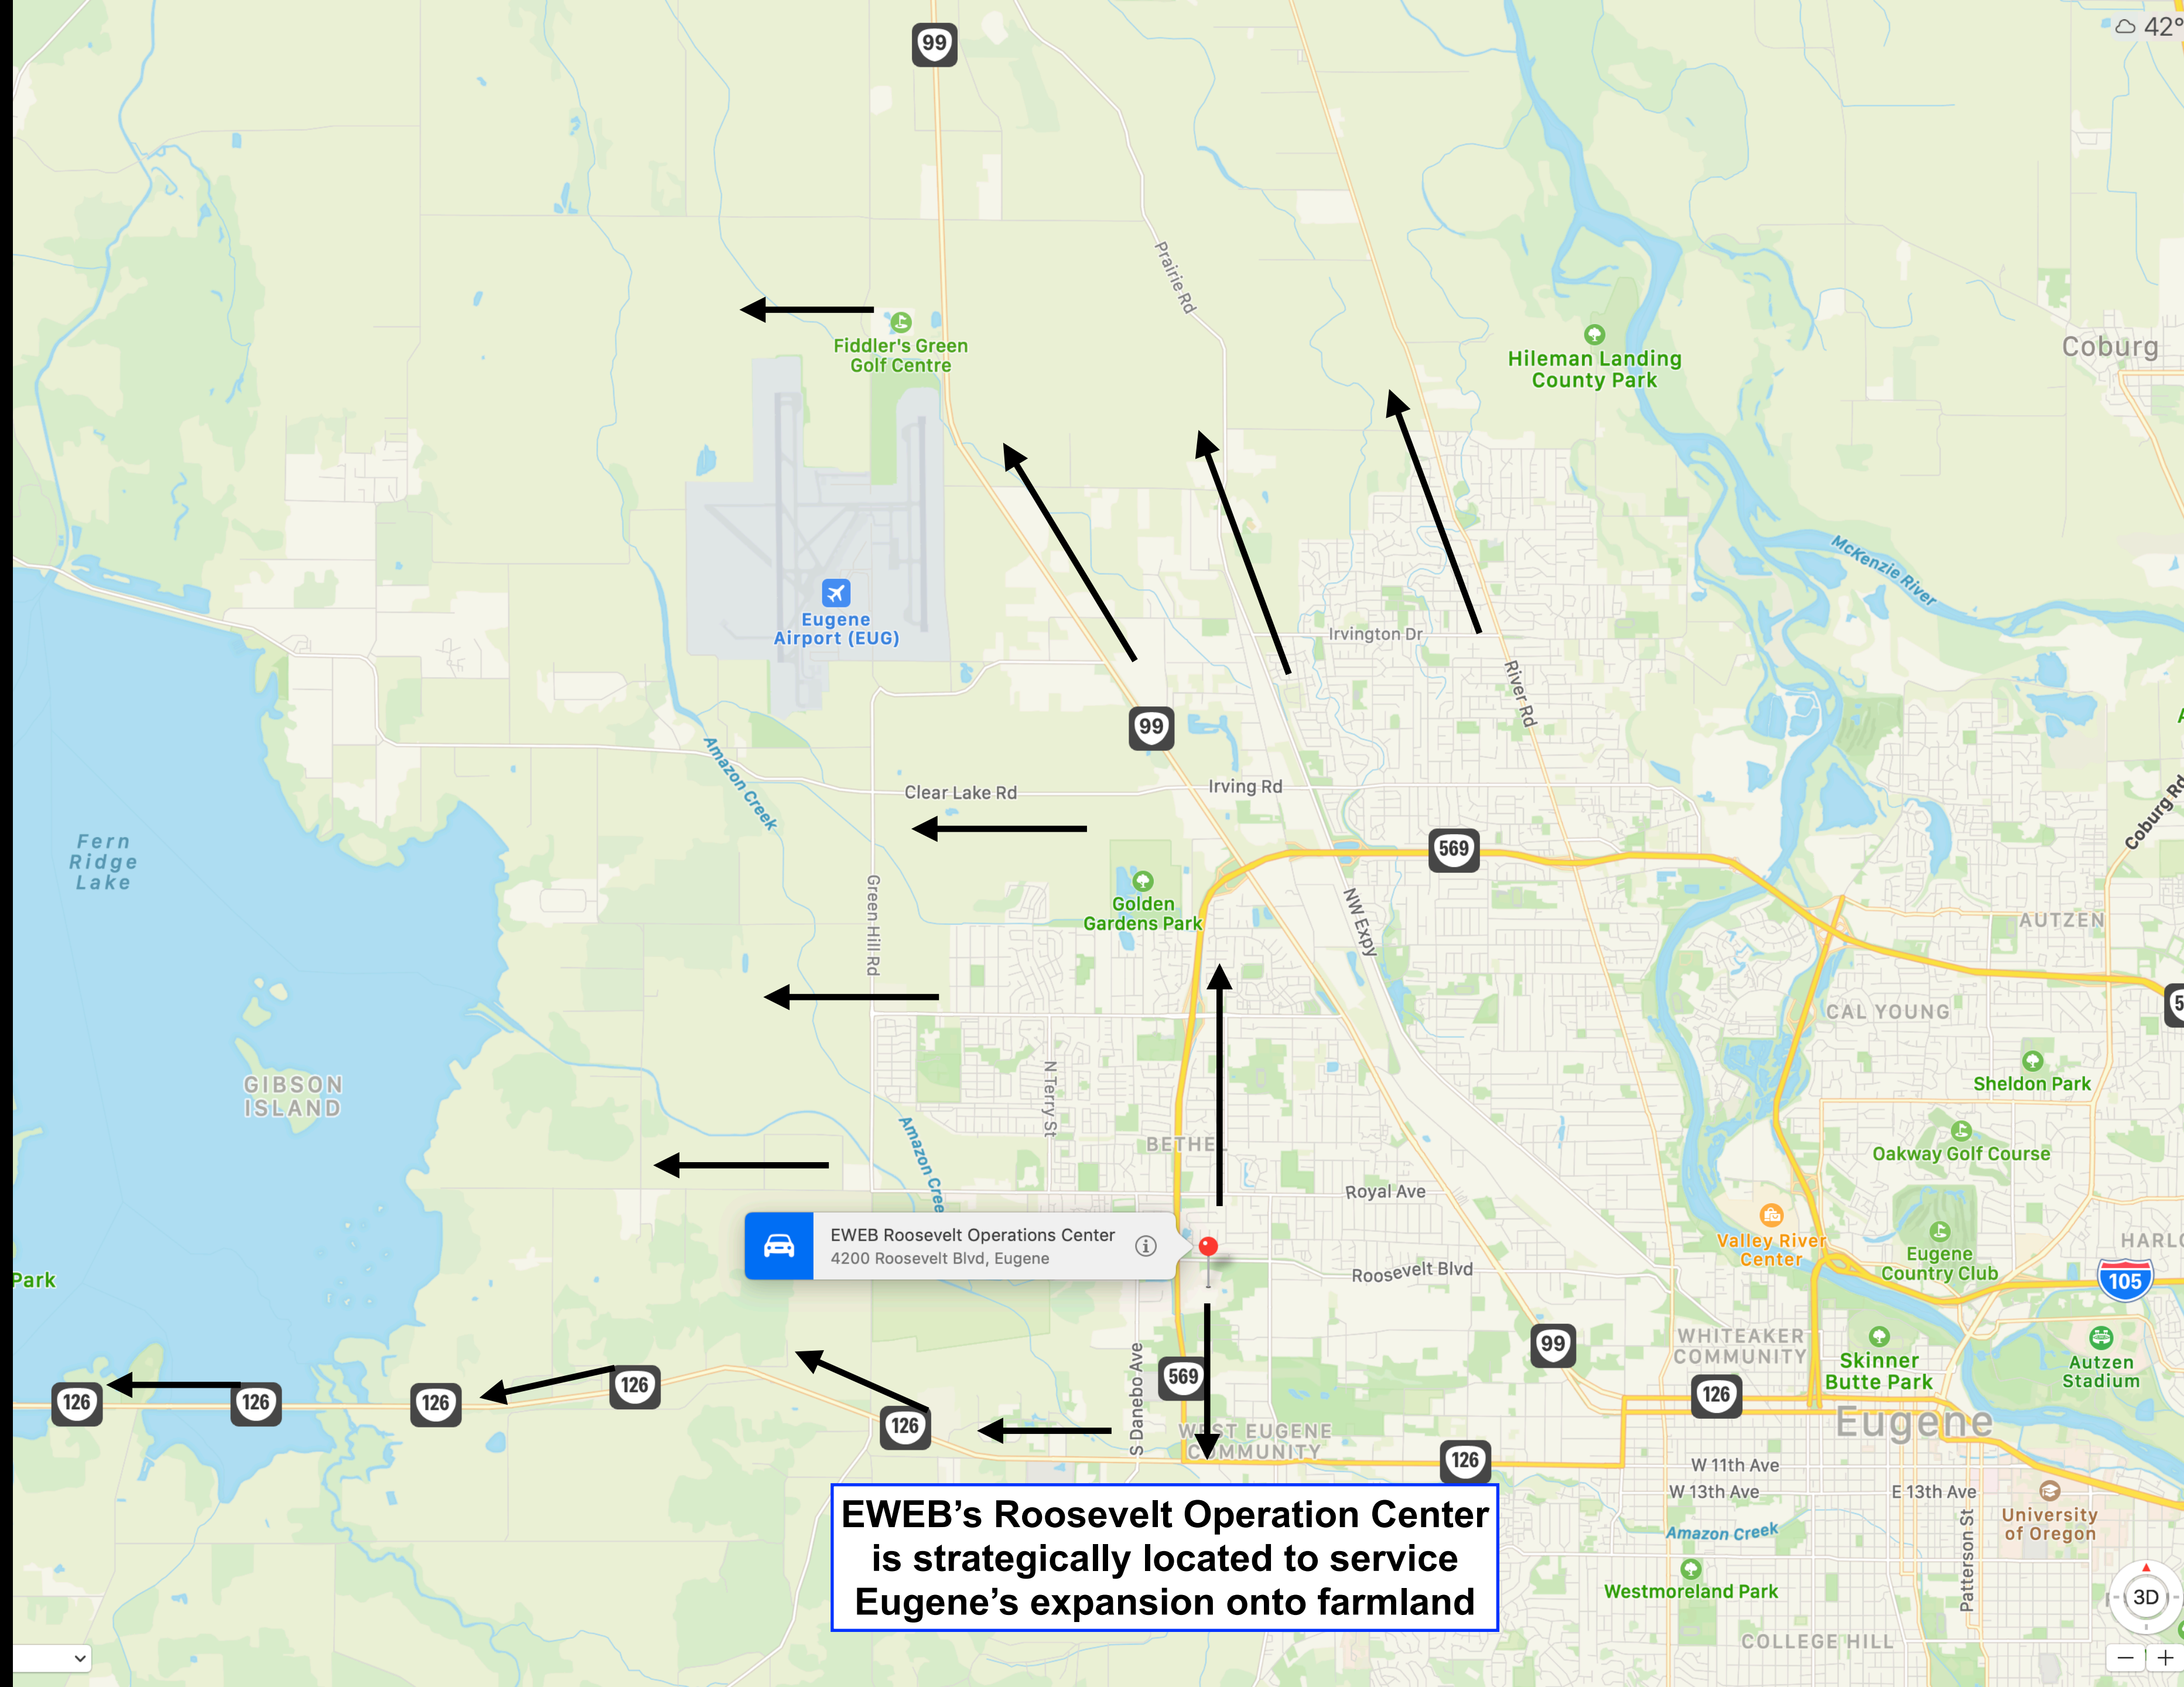 99
42°
Prairie Rd
Fiddler's Green
Golf Centre
Hileman Landing
County Park
Coburg
McKenzie River
Eugene
Airport (EUG)
Irvington Dr
River Rd
99
Amazon Creek
Clear Lake Rd
Irving Rd
Coburg Rd
Fern
Ridge
Lake
569
Green Hill Rd
Golden
Gardens Park
NW Expy
AUTZEN
CAL YOUNG
GIBSON
ISLAND
N Terry St
Sheldon Park
Amazon Cree
BETHEL
Oakway Golf Course
Royal Ave
EWEB Roosevelt Operations Center
4200 Roosevelt Blvd, Eugene
Roosevelt Blvd
Valley River
Center
Eugene
Country Club
HARLO
Park
105
S Danebo Ave
569
99
WHITEAKER
COMMUNITY
Skinner
Butte Park
Autzen
Stadium
126
126
126
126
126
126
Eugene
WEST EUGENE
COMMUNITY
126
W 11th Ave
W 13th Ave
E 13th Ave
University
of Oregon
Amazon Creek
Patterson St
EWEB’s Roosevelt Operation Center
is strategically located to service
Eugene’s expansion onto farmland
Westmoreland Park
3D
COLLEGE HILL